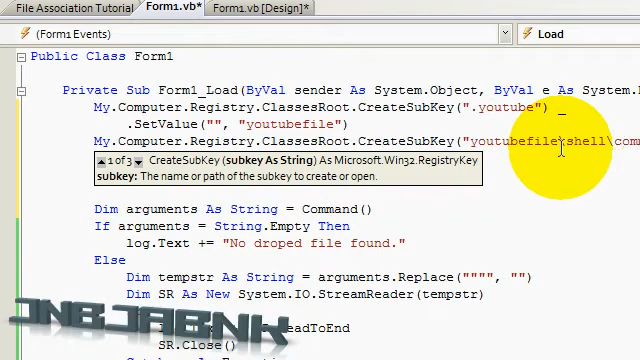 File Association Tutorial Form1.vb* Form1.vb [Design]*
(Form1 Events) Load
Public Class Form1
Private Sub Form1_Load(ByVal sender As System.Object, ByVal e As System.
My.Computer.Registry.ClassesRoot.CreateSubKey(".youtube") _
.SetValue("", "youtubefile")
My.Computer.Registry.ClassesRoot.CreateSubKey("youtubefile\shell\com
1 of 3 CreateSubKey (subkey As String) As Microsoft.Win32.RegistryKey
subkey: The name or path of the subkey to create or open.
Dim arguments As String = Command()
If arguments = String.Empty Then
log.Text += "No droped file found."
Else
Dim tempstr As String = arguments.Replace("""", "")
Dim SR As New System.IO.StreamReader(tempstr)
JNBJABNK
SR.Close()